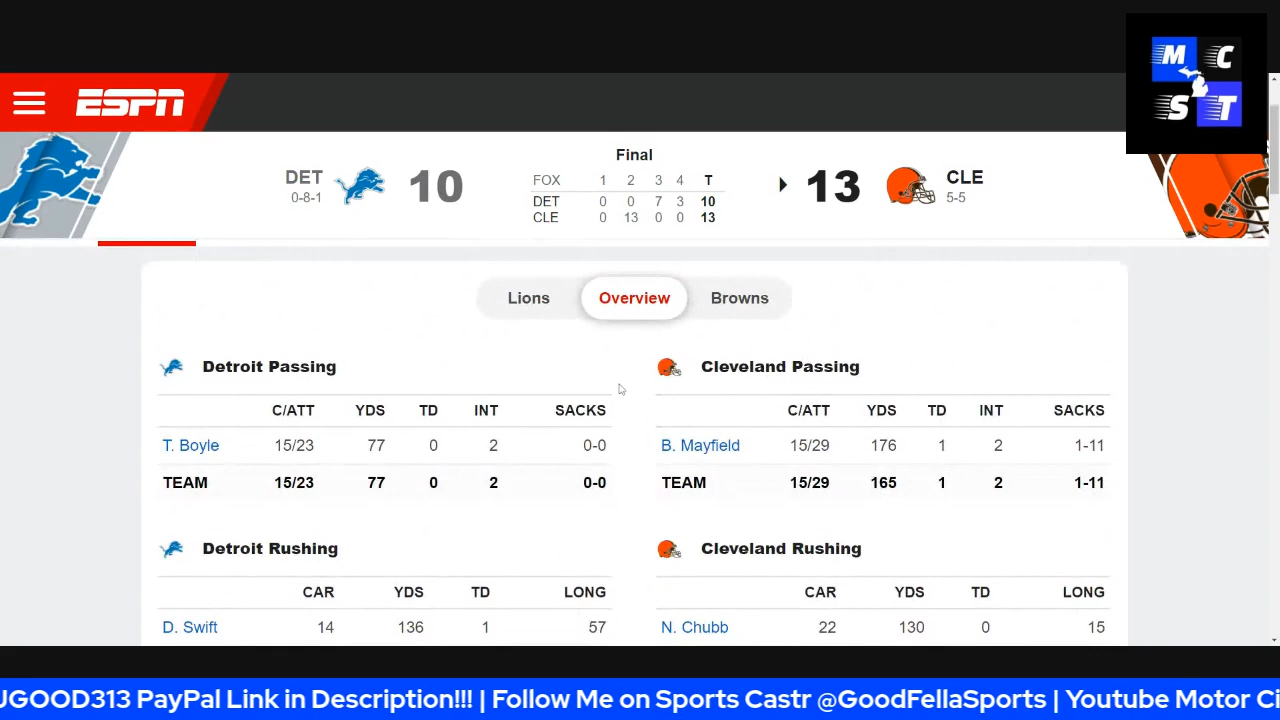 M C
S T
ESPN
Final
DET 10 FOX 1 2 3 4 T 13 CLE
0-8-1 DET 0 0 7 3 10 5-5
CLE 0 13 0 0 13
Lions Overview Browns
Detroit Passing
C/ATT YDS TD INT SACKS
T. Boyle 15/23 77 0 2 0-0
TEAM 15/23 77 0 2 0-0
Cleveland Passing
C/ATT YDS TD INT SACKS
B. Mayfield 15/29 176 1 2 1-11
TEAM 15/29 165 1 2 1-11
Detroit Rushing
CAR YDS TD LONG
D. Swift 14 136 1 57
Cleveland Rushing
CAR YDS TD LONG
N. Chubb 22 130 0 15
JGOOD313 PayPal Link in Description!!! | Follow Me on Sports Castr @GoodFellaSports | Youtube Motor Ci